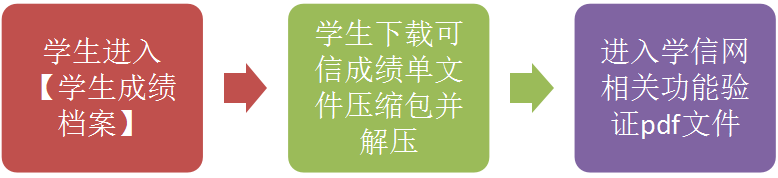 学生进入
【学生成绩
档案】
学生下载可
信成绩单文
件压缩包并
解压
进入学信网
相关功能验
证pdf文件